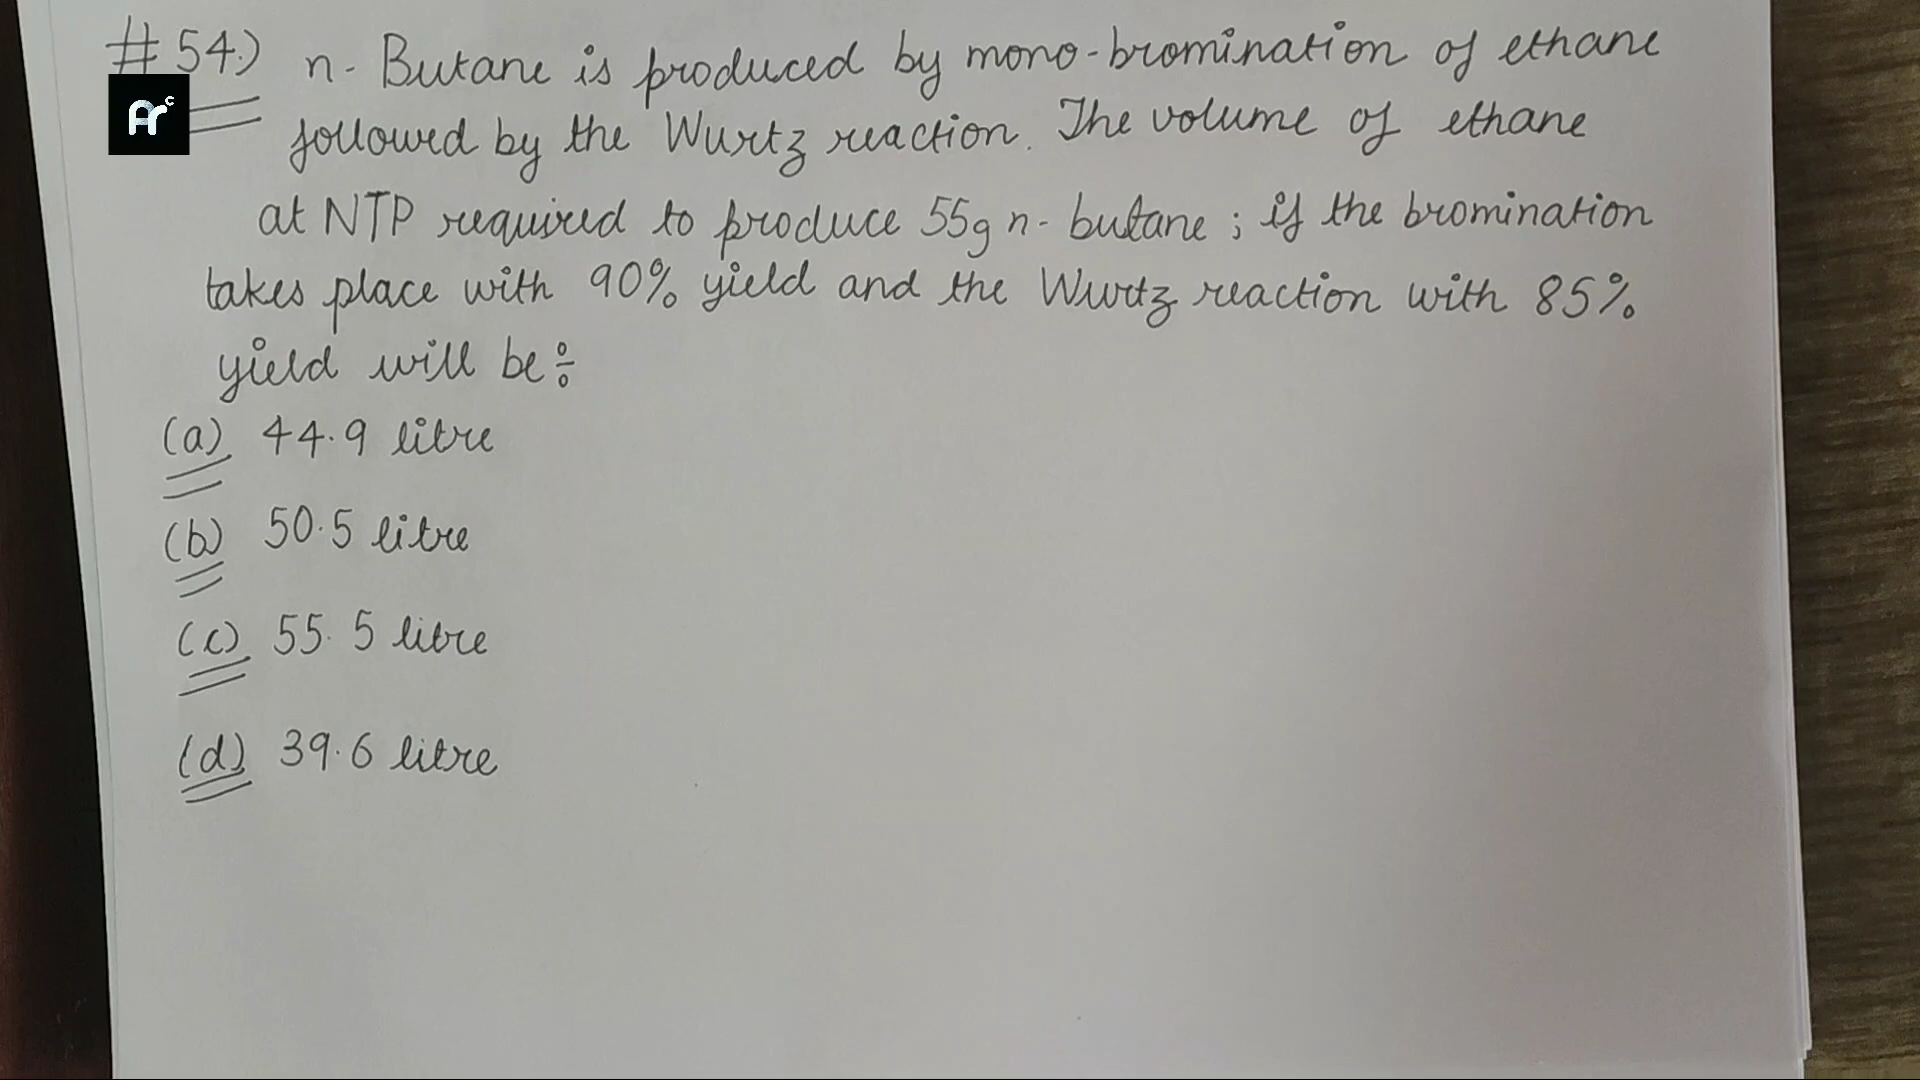 #54.) n-Butane is produced by mono-bromination of ethane
Arc
followed by the Wurtz reaction. The volume of ethane
at NTP required to produce 55g n-butane; if the bromination
takes place with 90% yield and the Wurtz reaction with 85%
yield will be÷
(a) 44.9 litre
(b) 50.5 litre
(c) 55.5 litre
(d) 39.6 litre